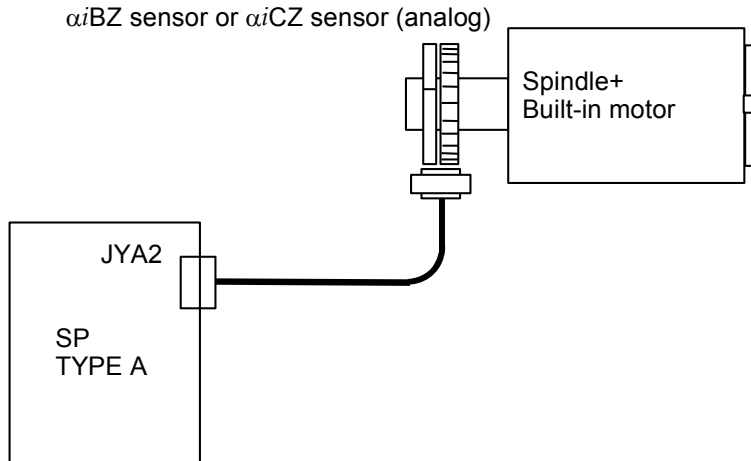 αiBZ sensor or αiCZ sensor (analog)
Spindle+
Built-in motor
JYA2
SP
TYPE A